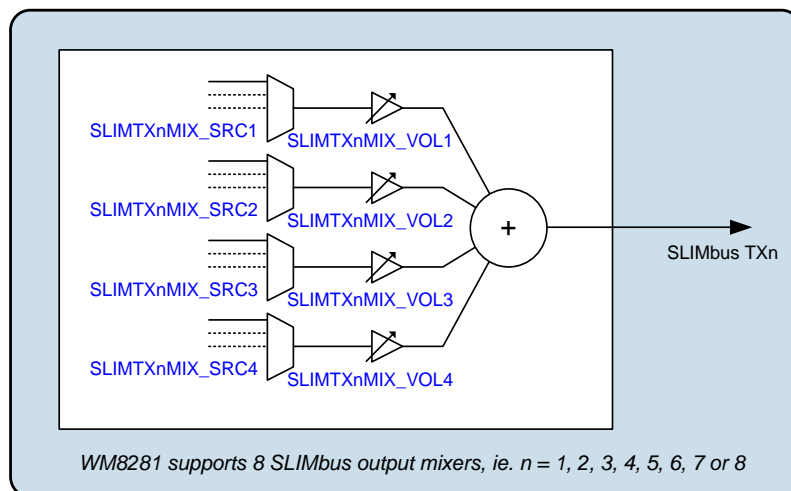 SLIMTXnMIX_SRC1
SLIMTXnMIX_VOL1
SLIMTXnMIX_SRC2
SLIMTXnMIX_VOL2
+
SLIMbus TXn
SLIMTXnMIX_SRC3
SLIMTXnMIX_VOL3
SLIMTXnMIX_SRC4
SLIMTXnMIX_VOL4
WM8281 supports 8 SLIMbus output mixers, ie. n = 1, 2, 3, 4, 5, 6, 7 or 8